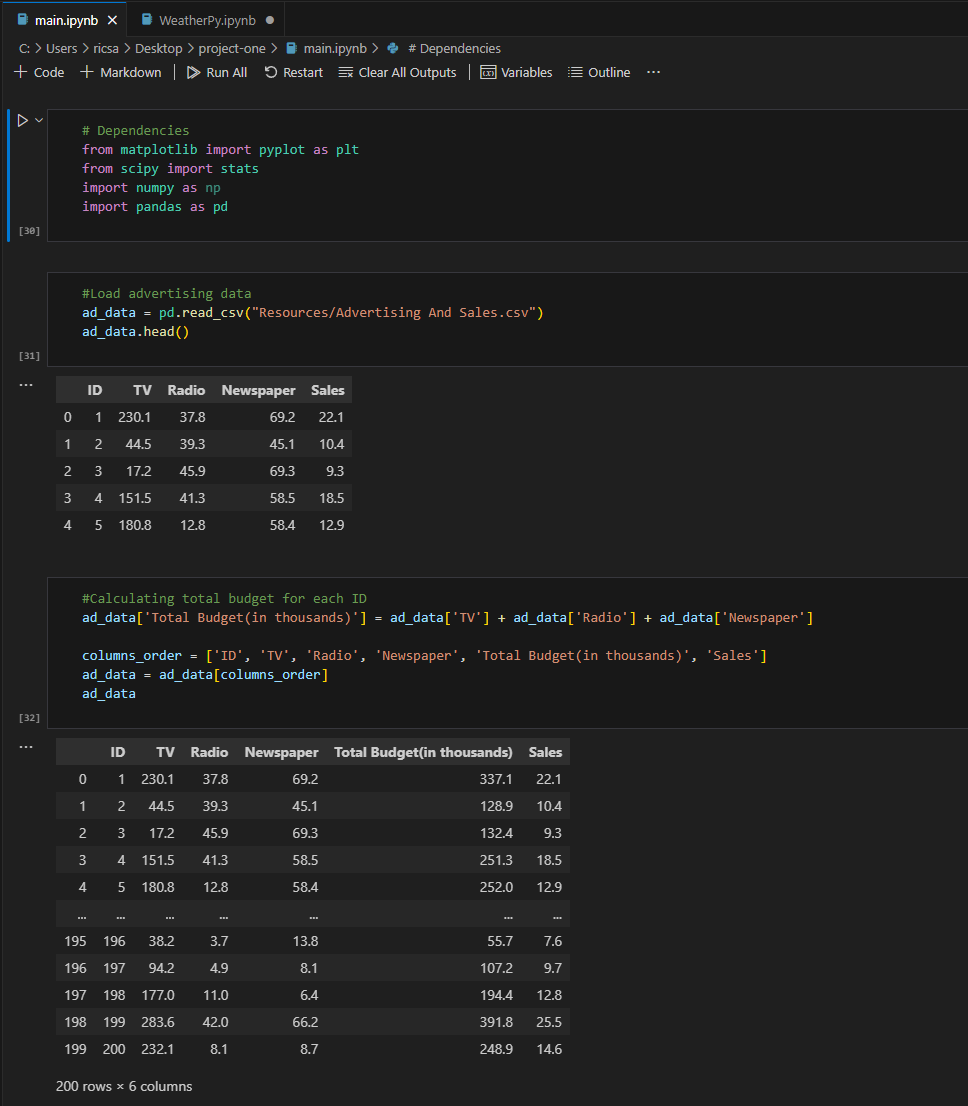 main.ipynb × WeatherPy.ipynb ●
C: > Users > ricsa > Desktop > project-one > main.ipynb > # Dependencies
+ Code + Markdown | Run All Restart Clear All Outputs | Variables Outline ...
# Dependencies
from matplotlib import pyplot as plt
from scipy import stats
import numpy as np
import pandas as pd
[30]
#Load advertising data
ad_data = pd.read_csv("Resources/Advertising And Sales.csv")
ad_data.head()
[31]
...
ID TV Radio Newspaper Sales
0 1 230.1 37.8 69.2 22.1
1 2 44.5 39.3 45.1 10.4
2 3 17.2 45.9 69.3 9.3
3 4 151.5 41.3 58.5 18.5
4 5 180.8 12.8 58.4 12.9
#Calculating total budget for each ID
ad_data['Total Budget(in thousands)'] = ad_data['TV'] + ad_data['Radio'] + ad_data['Newspaper']
columns_order = ['ID', 'TV', 'Radio', 'Newspaper', 'Total Budget(in thousands)', 'Sales']
ad_data = ad_data[columns_order]
ad_data
[32]
...
ID TV Radio Newspaper Total Budget(in thousands) Sales
0 1 230.1 37.8 69.2 337.1 22.1
1 2 44.5 39.3 45.1 128.9 10.4
2 3 17.2 45.9 69.3 132.4 9.3
3 4 151.5 41.3 58.5 251.3 18.5
4 5 180.8 12.8 58.4 252.0 12.9
... ... ... ... ... ... ...
195 196 38.2 3.7 13.8 55.7 7.6
196 197 94.2 4.9 8.1 107.2 9.7
197 198 177.0 11.0 6.4 194.4 12.8
198 199 283.6 42.0 66.2 391.8 25.5
199 200 232.1 8.1 8.7 248.9 14.6
200 rows × 6 columns